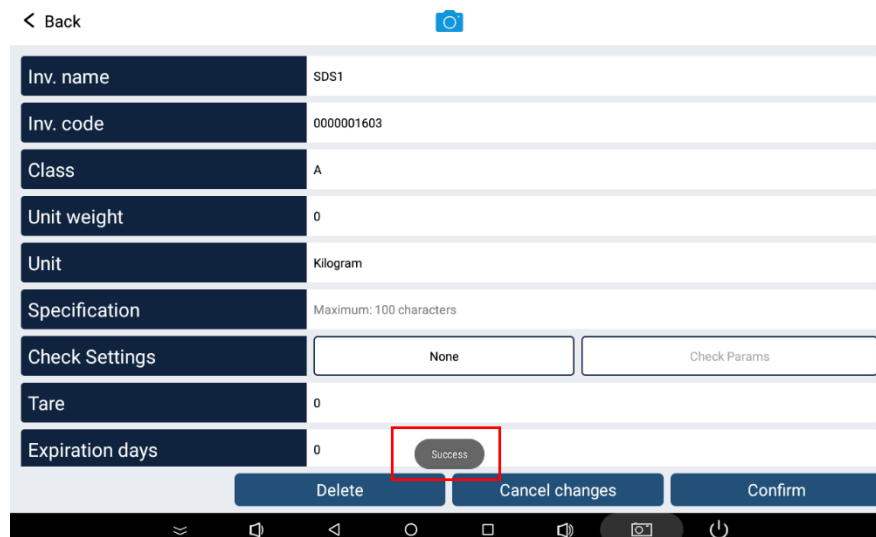 Back
Inv. name SDS1
Inv. code 0000001603
Class A
Unit weight 0
Unit Kilogram
Specification Maximum: 100 characters
Check Settings None Check Params
Tare 0
Expiration days 0 Success
Delete Cancel changes Confirm